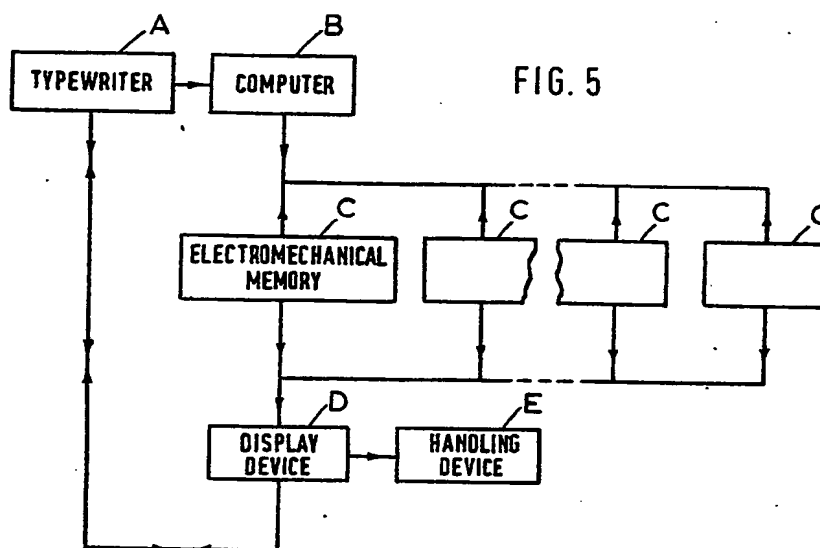 A
B
TYPEWRITER
COMPUTER
FIG. 5
C
C
C
C
ELECTROMECHANICAL
MEMORY
D
E
DISPLAY
DEVICE
HANDLING
DEVICE